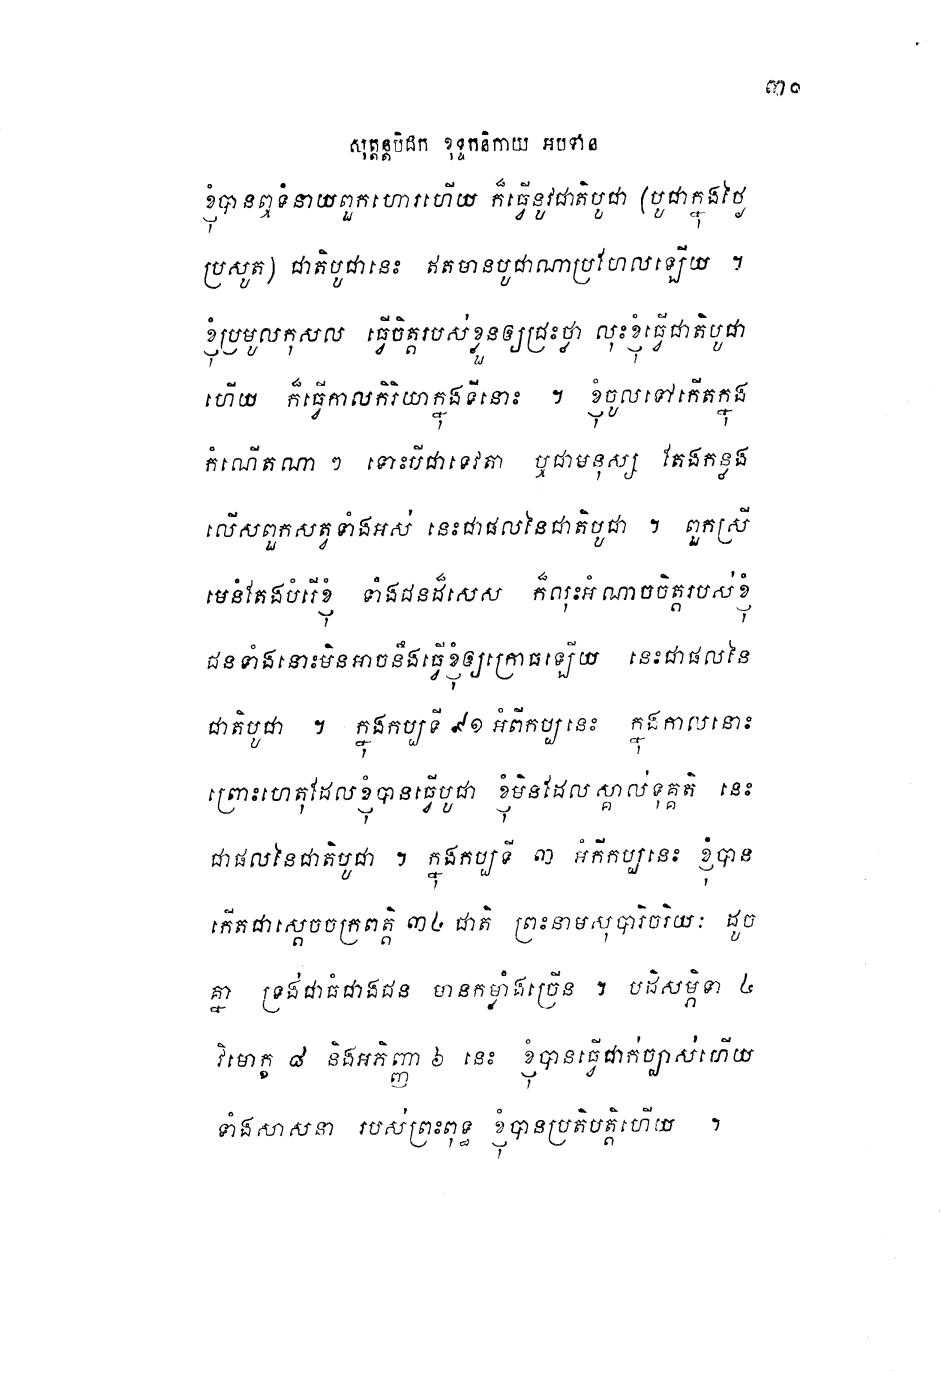 ៣១
សុត្តន្តបិដក ខុទ្ទកនិកាយ អបទាន
ខ្ញុំបានឮទំនាយពួកហោរហើយ ក៏ធ្វើនូវជាតិបូជា (បូជាក្នុងថ្ងៃ
ប្រសូត) ជាតិបូជានេះ ឥតមានបូជាណាប្រហែលឡើយ ។
ខ្ញុំប្រមូលកុសល ធ្វើចិត្តរបស់ខ្លួនឲ្យជ្រះថ្លា លុះខ្ញុំធ្វើជាតិបូជា
ហើយ ក៏ធ្វើកាលកិរិយាក្នុងទីនោះ ។ ខ្ញុំចូលទៅកើតក្នុង
កំណើតណា ៗ ទោះបីជាទេវតា ឬជាមនុស្ស តែងកន្លង
លើសពួកសត្វទាំងអស់ នេះជាផលនៃជាតិបូជា ។ ពួកស្រី
មេនំតែងបំរើខ្ញុំ ទាំងជនដ៏សេស ក៏លុះអំណាចចិត្តរបស់ខ្ញុំ
ជនទាំងនោះមិនអាចនឹងធ្វើខ្ញុំឲ្យក្រោធឡើយ នេះជាផលនៃ
ជាតិបូជា ។ ក្នុងកប្បទី ៩១ អំពីកប្បនេះ ក្នុងកាលនោះ
ព្រោះហេតុដែលខ្ញុំបានធ្វើបូជា ខ្ញុំមិនដែលស្គាល់ទុគ្គតិ នេះ
ជាផលនៃជាតិបូជា ។ ក្នុងកប្បទី ៣ អំពីកប្បនេះ ខ្ញុំបាន
កើតជាស្តេចចក្រពត្តិ ៣៤ ជាតិ ព្រះនាមសុបារិចរិយៈ ដូច
គ្នា ទ្រង់ជាធំជាងជន មានកម្លាំងច្រើន ។ បដិសម្ភិទា ៤
វិមោក្ខ ៨ និងអភិញ្ញា ៦ នេះ ខ្ញុំបានធ្វើជាក់ច្បាស់ហើយ
ទាំងសាសនា របស់ព្រះពុទ្ធ ខ្ញុំបានប្រតិបត្តិហើយ ។